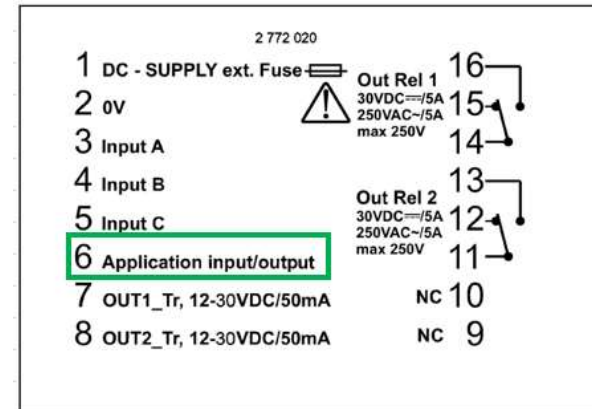 2 772 020
1 DC - SUPPLY ext. Fuse
2 0V
3 Input A
4 Input B
5 Input C
6 Application input/output
7 OUT1_Tr, 12-30VDC/50mA
8 OUT2_Tr, 12-30VDC/50mA
Out Rel 1
30VDC⎓/5A
250VAC~/5A
max 250V
16
15
14
Out Rel 2
30VDC⎓/5A
250VAC~/5A
max 250V
13
12
11
NC 10
NC 9